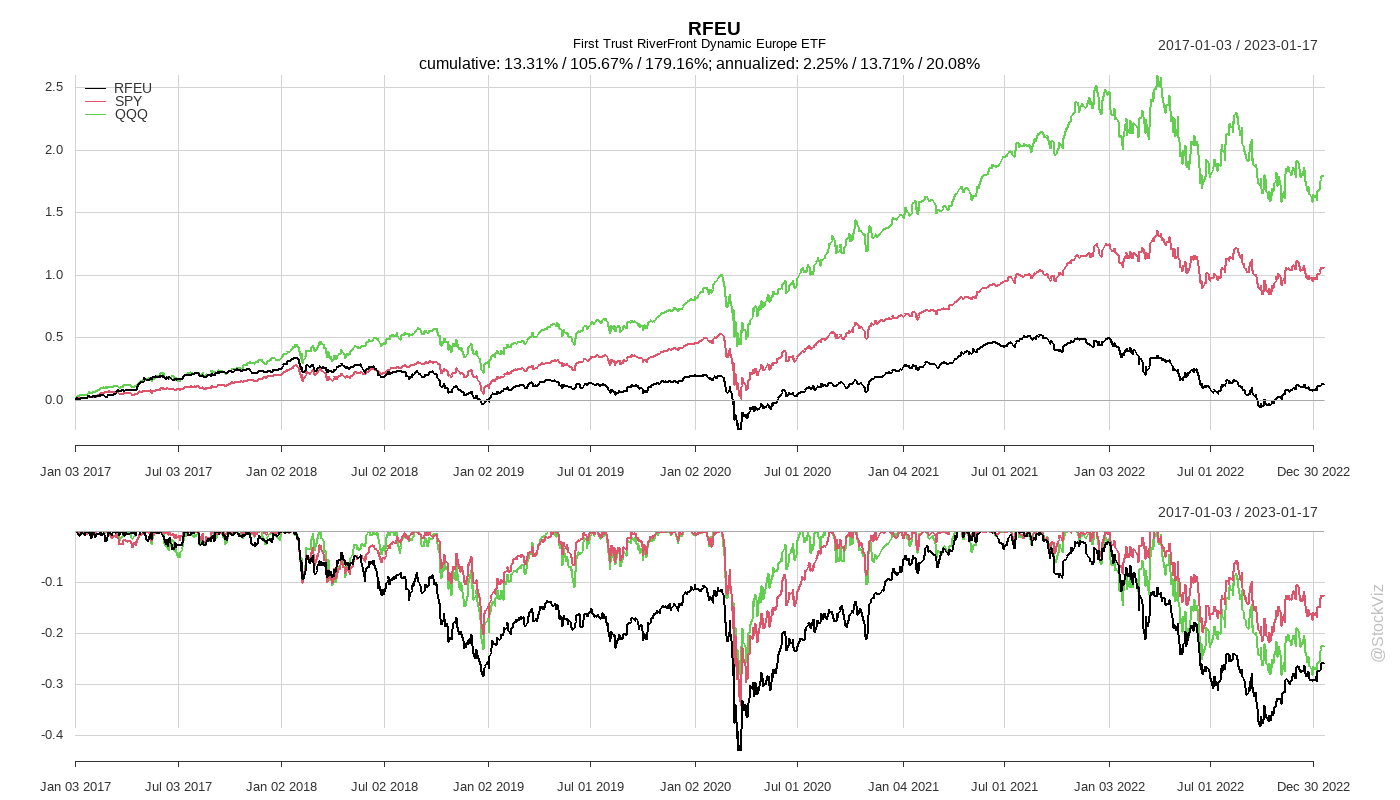 RFEU
First Trust RiverFront Dynamic Europe ETF
2017-01-03 / 2023-01-17
cumulative: 13.31% / 105.67% / 179.16%; annualized: 2.25% / 13.71% / 20.08%
RFEU
SPY
QQQ
2.5
2.0
1.5
1.0
0.5
0.0
Jan 03 2017 Jul 03 2017 Jan 02 2018 Jul 02 2018 Jan 02 2019 Jul 01 2019 Jan 02 2020 Jul 01 2020 Jan 04 2021 Jul 01 2021 Jan 03 2022 Jul 01 2022 Dec 30 2022
2017-01-03 / 2023-01-17
-0.1
-0.2
-0.3
-0.4
Jan 03 2017 Jul 03 2017 Jan 02 2018 Jul 02 2018 Jan 02 2019 Jul 01 2019 Jan 02 2020 Jul 01 2020 Jan 04 2021 Jul 01 2021 Jan 03 2022 Jul 01 2022 Dec 30 2022
@StockViz